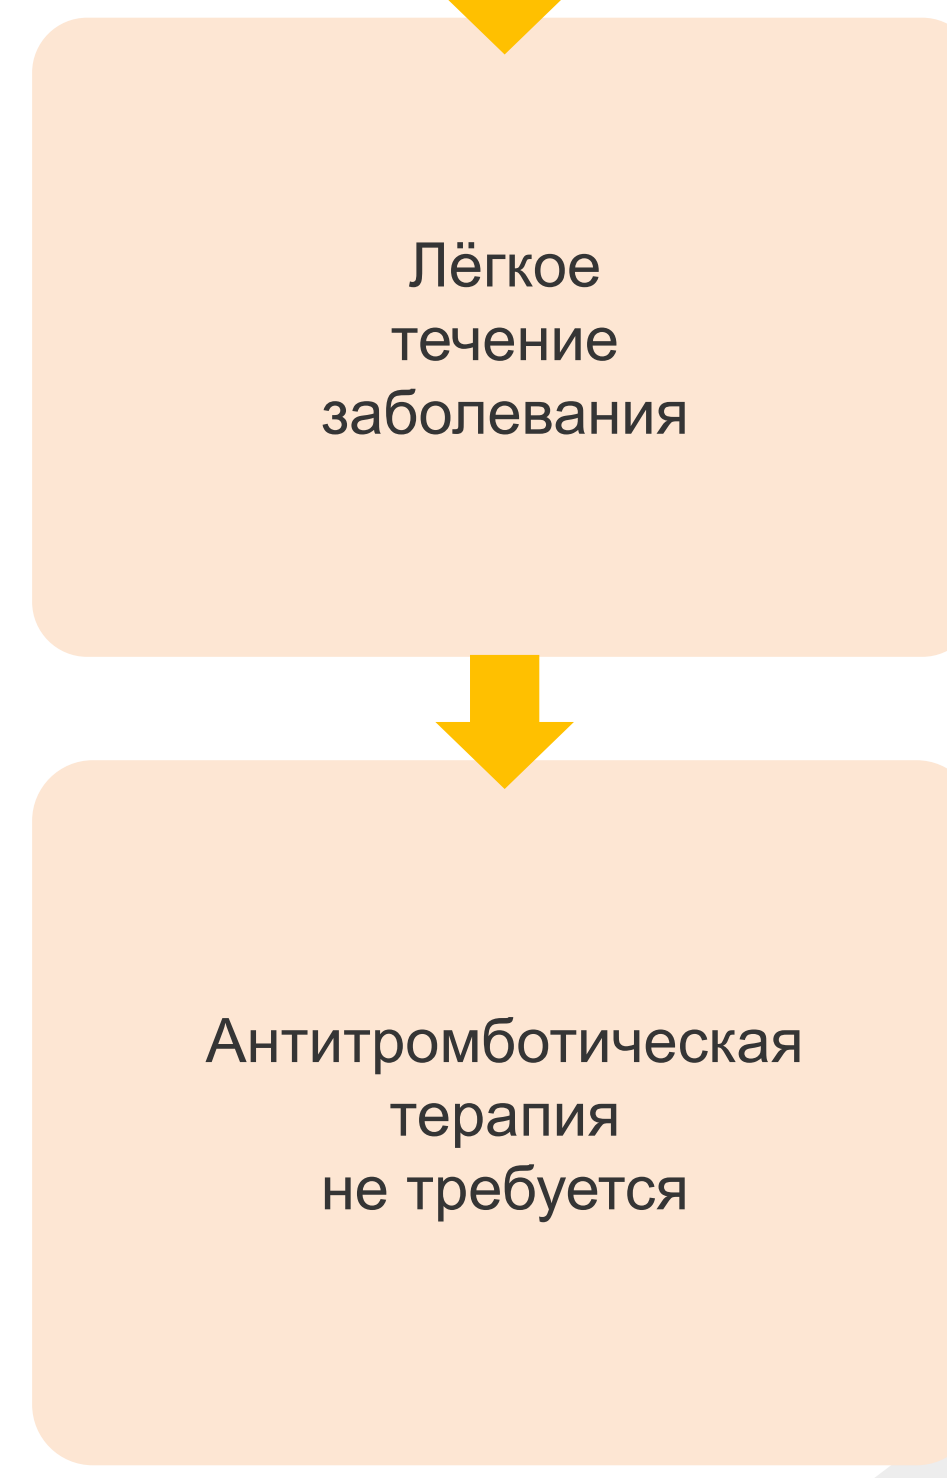 Лёгкое
течение
заболевания
Антитромботическая
терапия
не требуется